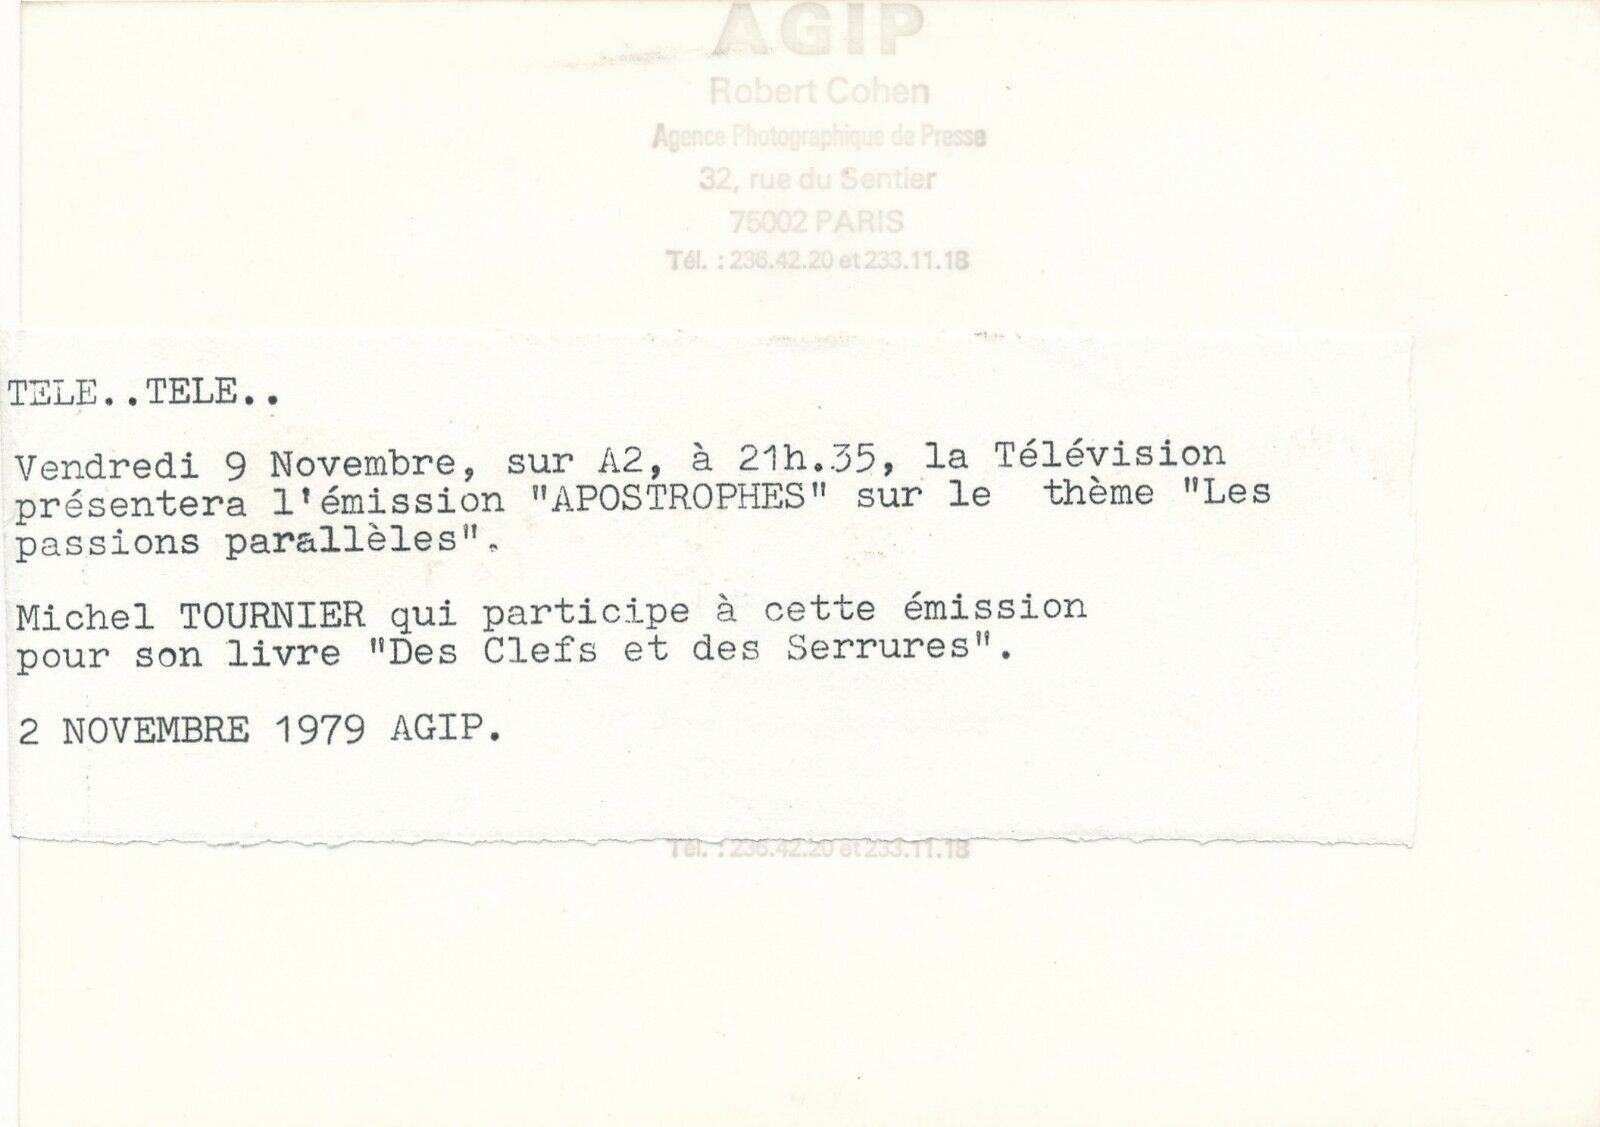 AGIP
Robert Cohen
Agence Photographique de Presse
32, rue du Sentier
75002 PARIS
Tél. : 236.42.20 et 233.11.18
TELE..TELE..
Vendredi 9 Novembre, sur A2, à 21h.35, la Télévision
présentera l'émission "APOSTROPHES" sur le thème "Les
passions parallèles".
Michel TOURNIER qui participe à cette émission
pour son livre "Des Clefs et des Serrures".
2 NOVEMBRE 1979 AGIP.
Tél. : 236.42.20 et 233.11.18